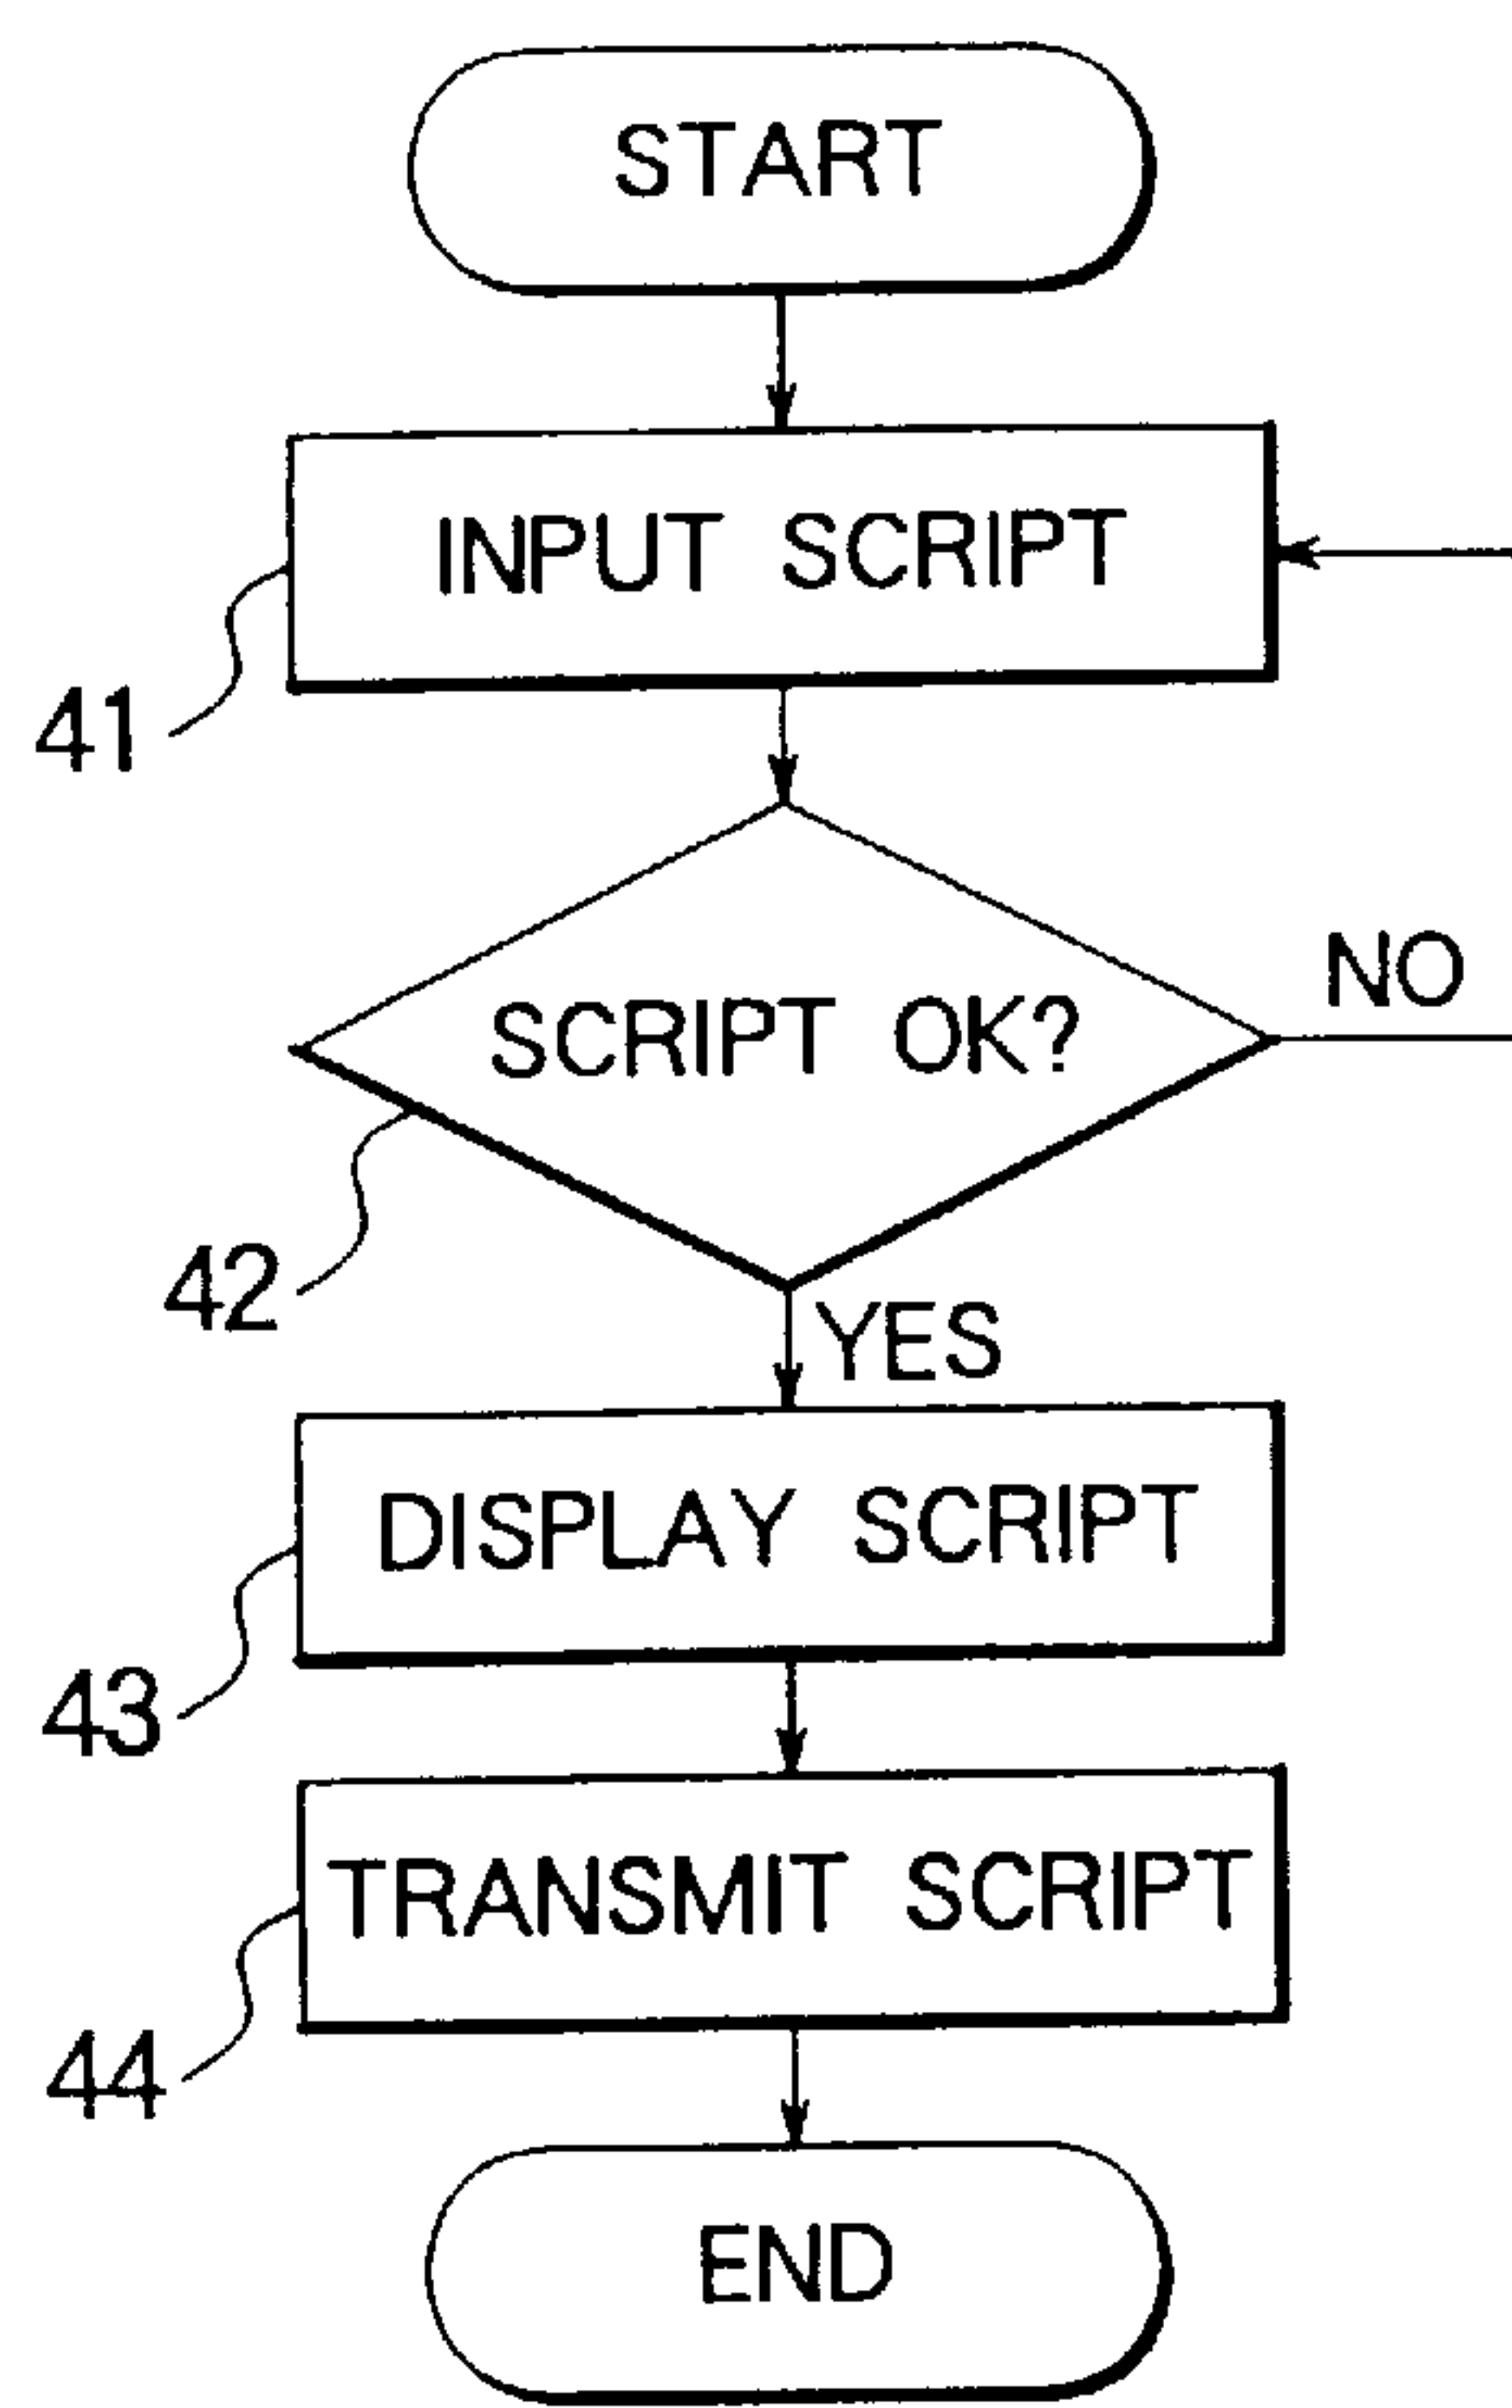 START
INPUT SCRIPT
41
NO
SCRIPT OK?
42
YES
DISPLAY SCRIPT
43
TRANSMIT SCRIPT
44
END